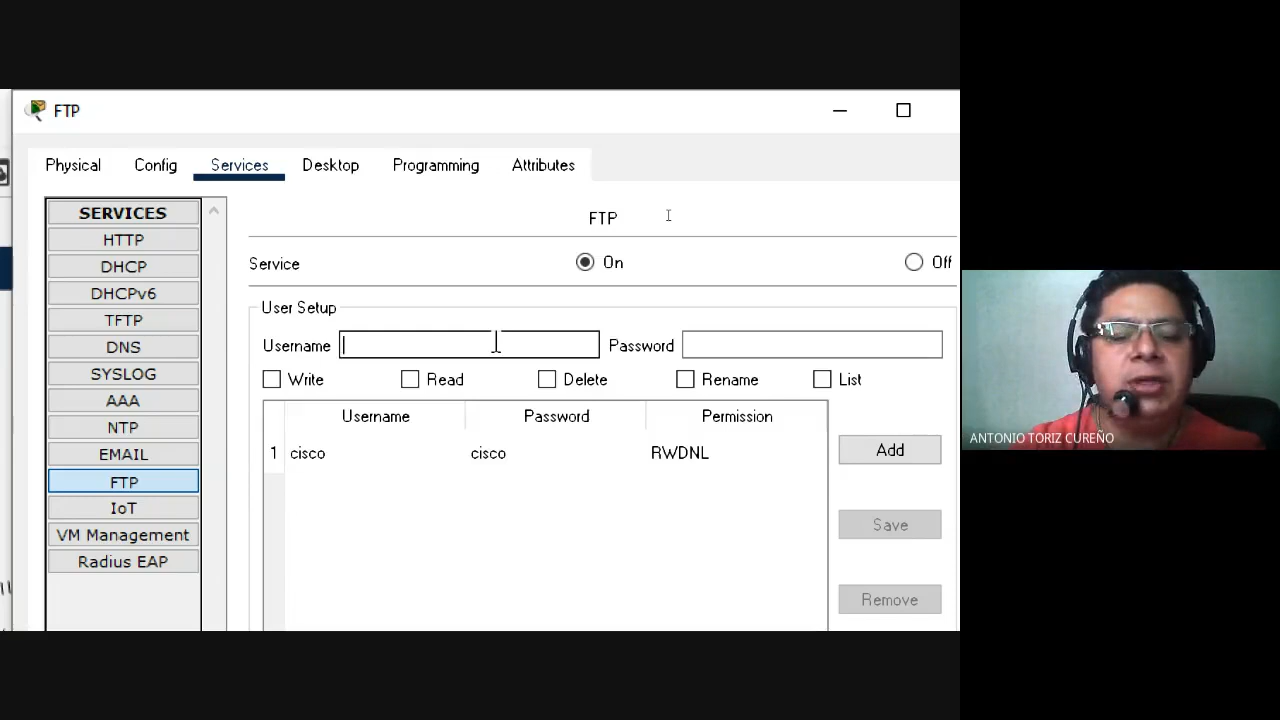 FTP
Physical Config Services Desktop Programming Attributes
SERVICES
HTTP
DHCP
DHCPv6
TFTP
DNS
SYSLOG
AAA
NTP
EMAIL
FTP
IoT
VM Management
Radius EAP
FTP
Service On Off
User Setup
Username Password
Write Read Delete Rename List
Username Password Permission
1 cisco cisco RWDNL
Add
Save
Remove
ANTONIO TORIZ CUREÑO